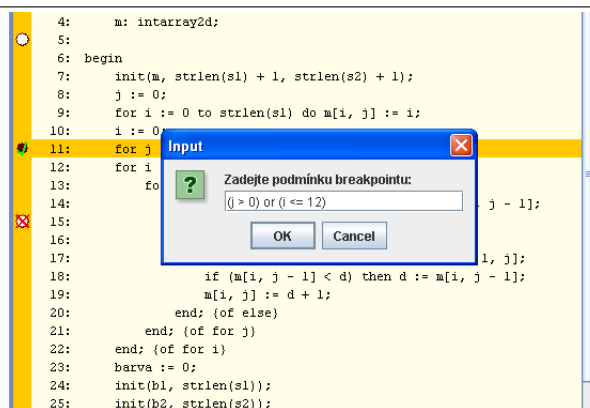 4: m: intarray2d;
5:
6: begin
7: init(m, strlen(s1) + 1, strlen(s2) + 1);
8: j := 0;
9: for i := 0 to strlen(s1) do m[i, j] := i;
10: i := 0
11: for j
12: for i
13: fo
14: , j - 1];
15:
16:
17: 1, j];
18: if (m[i, j - 1] < d) then d := m[i, j - 1];
19: m[i, j] := d + 1;
20: end; {of else}
21: end; {of for j}
22: end; {of for i}
23: barva := 0;
24: init(b1, strlen(s1));
25: init(b2, strlen(s2));
Input
?
Zadejte podmínku breakpointu:
(j > 0) or (i <= 12)
OK Cancel